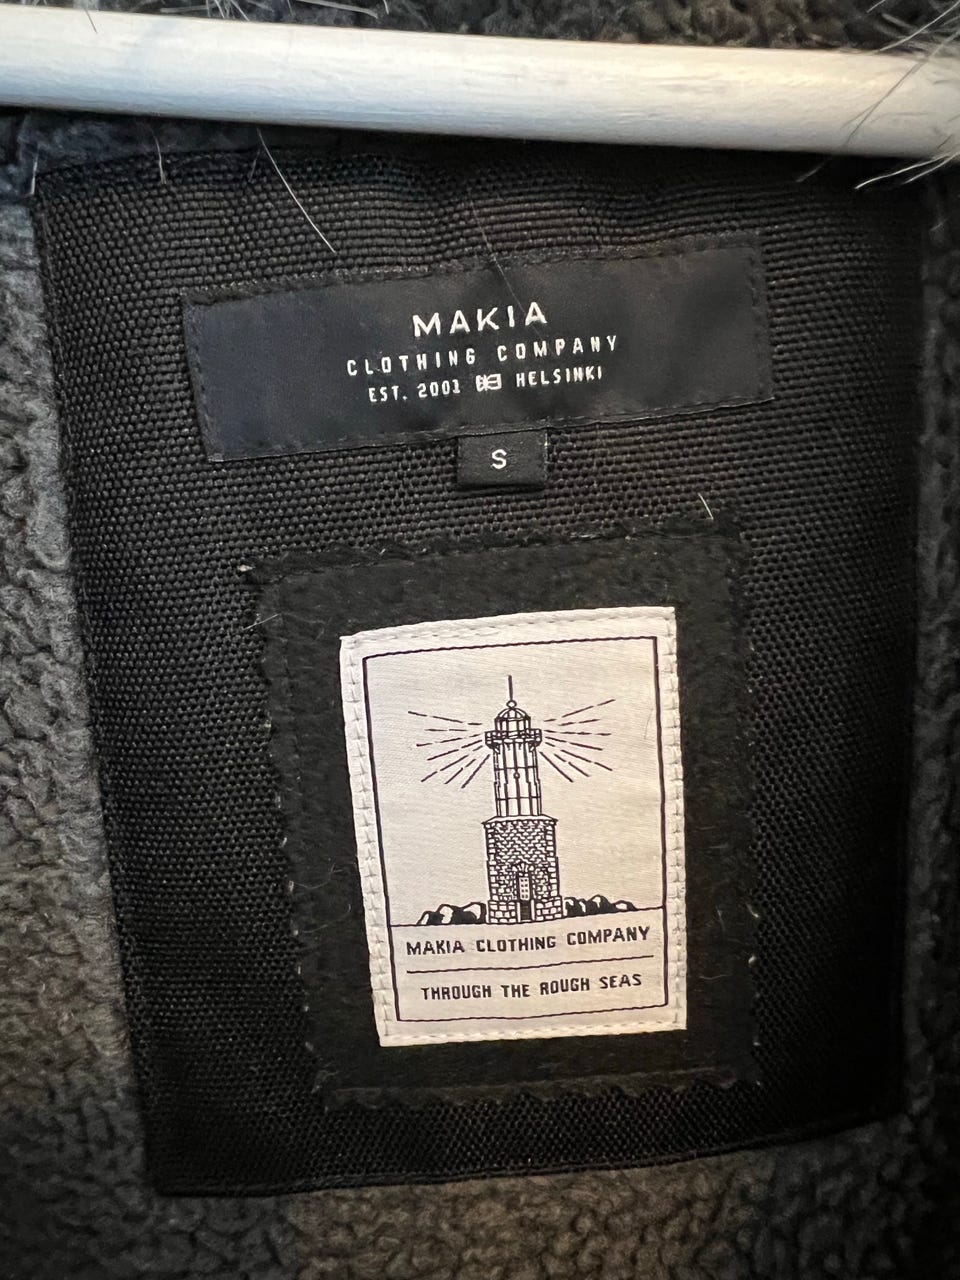 MAKIA
CLOTHING COMPANY
EST. 2001 HELSINKI
S
MAKIA CLOTHING COMPANY
THROUGH THE ROUGH SEAS